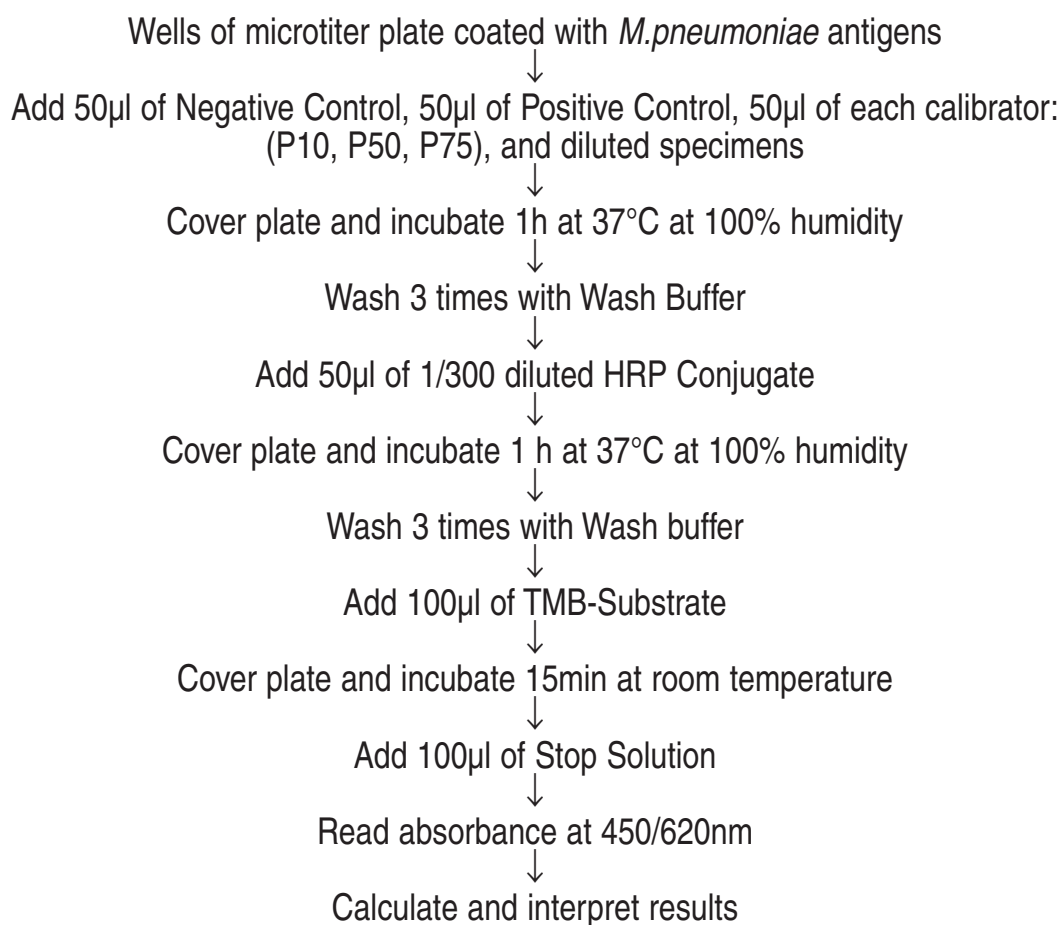 Wells of microtiter plate coated with M.pneumoniae antigens
↓
Add 50µl of Negative Control, 50µl of Positive Control, 50µl of each calibrator:
(P10, P50, P75), and diluted specimens
↓
Cover plate and incubate 1h at 37°C at 100% humidity
↓
Wash 3 times with Wash Buffer
↓
Add 50µl of 1/300 diluted HRP Conjugate
↓
Cover plate and incubate 1 h at 37°C at 100% humidity
↓
Wash 3 times with Wash buffer
↓
Add 100µl of TMB-Substrate
↓
Cover plate and incubate 15min at room temperature
↓
Add 100µl of Stop Solution
↓
Read absorbance at 450/620nm
↓
Calculate and interpret results